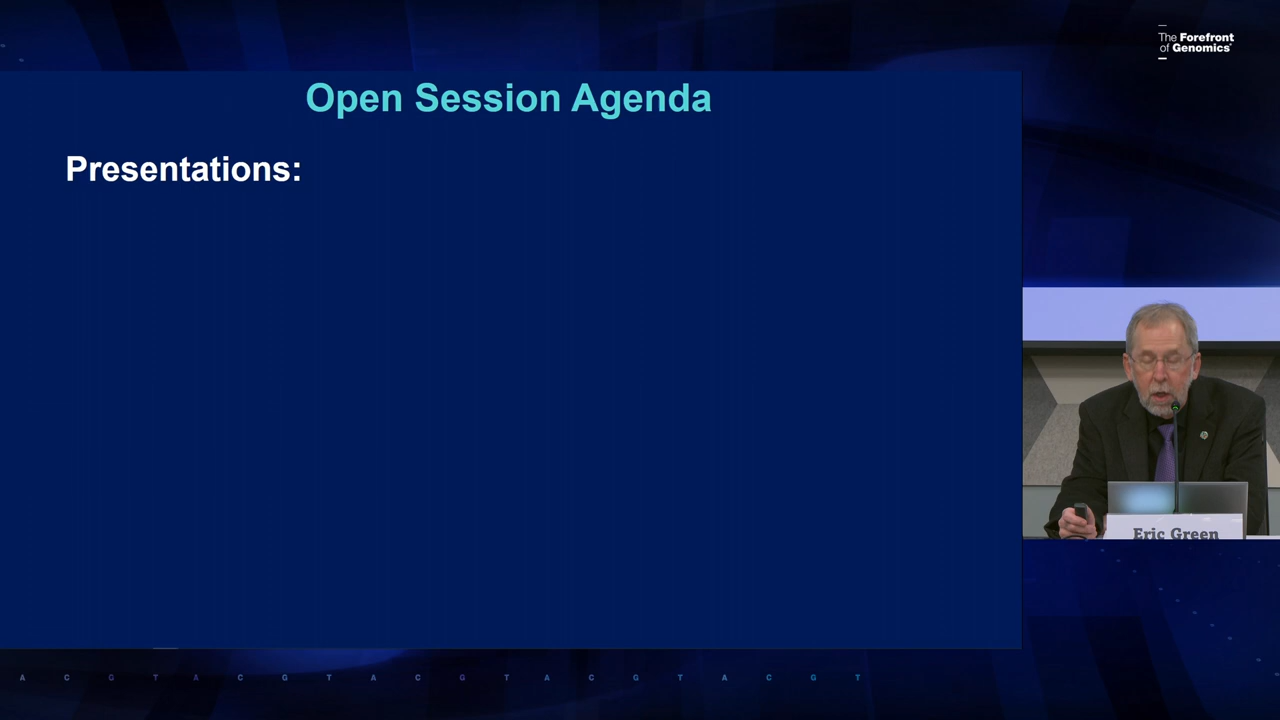 The Forefront
of Genomics®
Open Session Agenda
Presentations:
Eric Green
A C G T A C G T A C G T A C G T A C G T